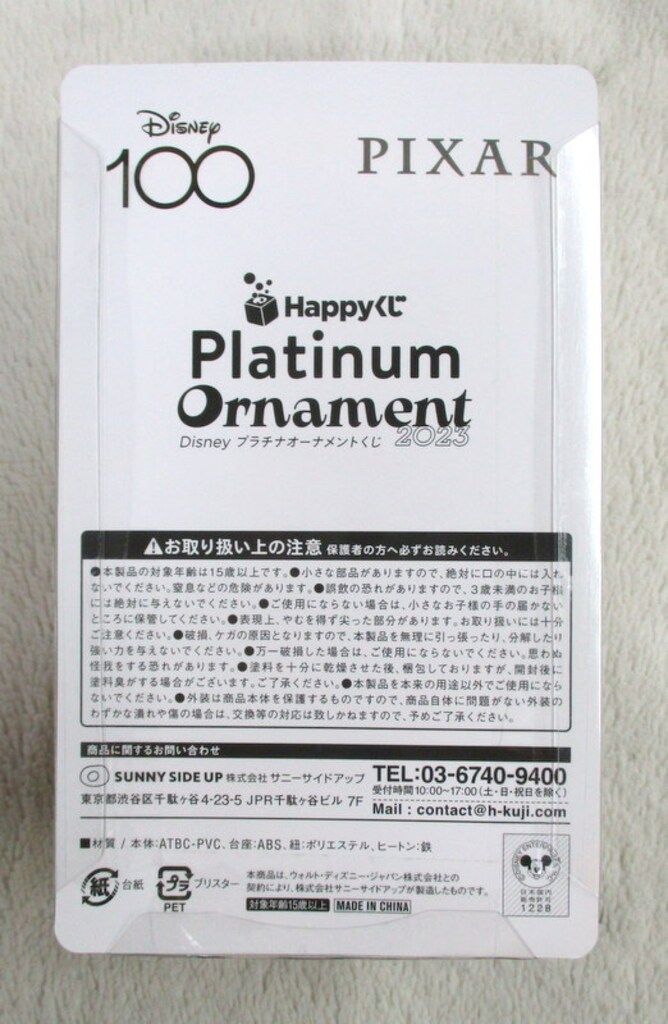 Disney
100
PIXAR
Happyくじ
Platinum
Ornament
Disney プラチナオーナメントくじ 2023
お取り扱い上の注意 保護者の方へ必ずお読みください。
●本製品の対象年齢は15歳以上です。●小さな部品がありますので、絶対に口の中には入れ
ないでください。窒息などの危険があります。●誤飲の恐れがありますので、3歳未満のお子様
には絶対に与えないでください。●ご使用にならない場合は、小さなお子様の手の届かない
ところに保管してください。●表現上、やむを得ず尖った部分があります。お取り扱いには十分
ご注意ください。●破損、ケガの原因となりますので、本製品を無理に引っ張ったり、分解したり
強い力を与えないでください。●万一破損した場合は、ご使用にならないでください。思わぬ
怪我をする恐れがあります。●塗料を十分に乾燥させた後、梱包しておりますが、開封後に
塗料臭がする場合がございます。ご了承ください。●本製品を本来の用途以外でご使用になら
ないでください。●外装は商品本体を保護するものですので、商品自体に問題がない外装の
わずかな潰れや傷の場合は、交換等の対応は致しかねますので、予めご了承ください。
商品に関するお問い合わせ
SUNNY SIDE UP 株式会社 サニーサイドアップ
東京都渋谷区千駄ヶ谷4-23-5 JPR千駄ヶ谷ビル 7F
TEL:03-6740-9400
受付時間10:00~17:00(土・日・祝日を除く)
Mail : contact@h-kuji.com
■材質 / 本体:ATBC-PVC、台座:ABS、紐:ポリエステル、ヒートン:鉄
紙 台紙
プラ ブリスター
PET
本商品は、ウォルト・ディズニー・ジャパン株式会社との
契約により、株式会社サニーサイドアップが製造したものです。
対象年齢15歳以上 MADE IN CHINA
日本国内
販売許可
1228